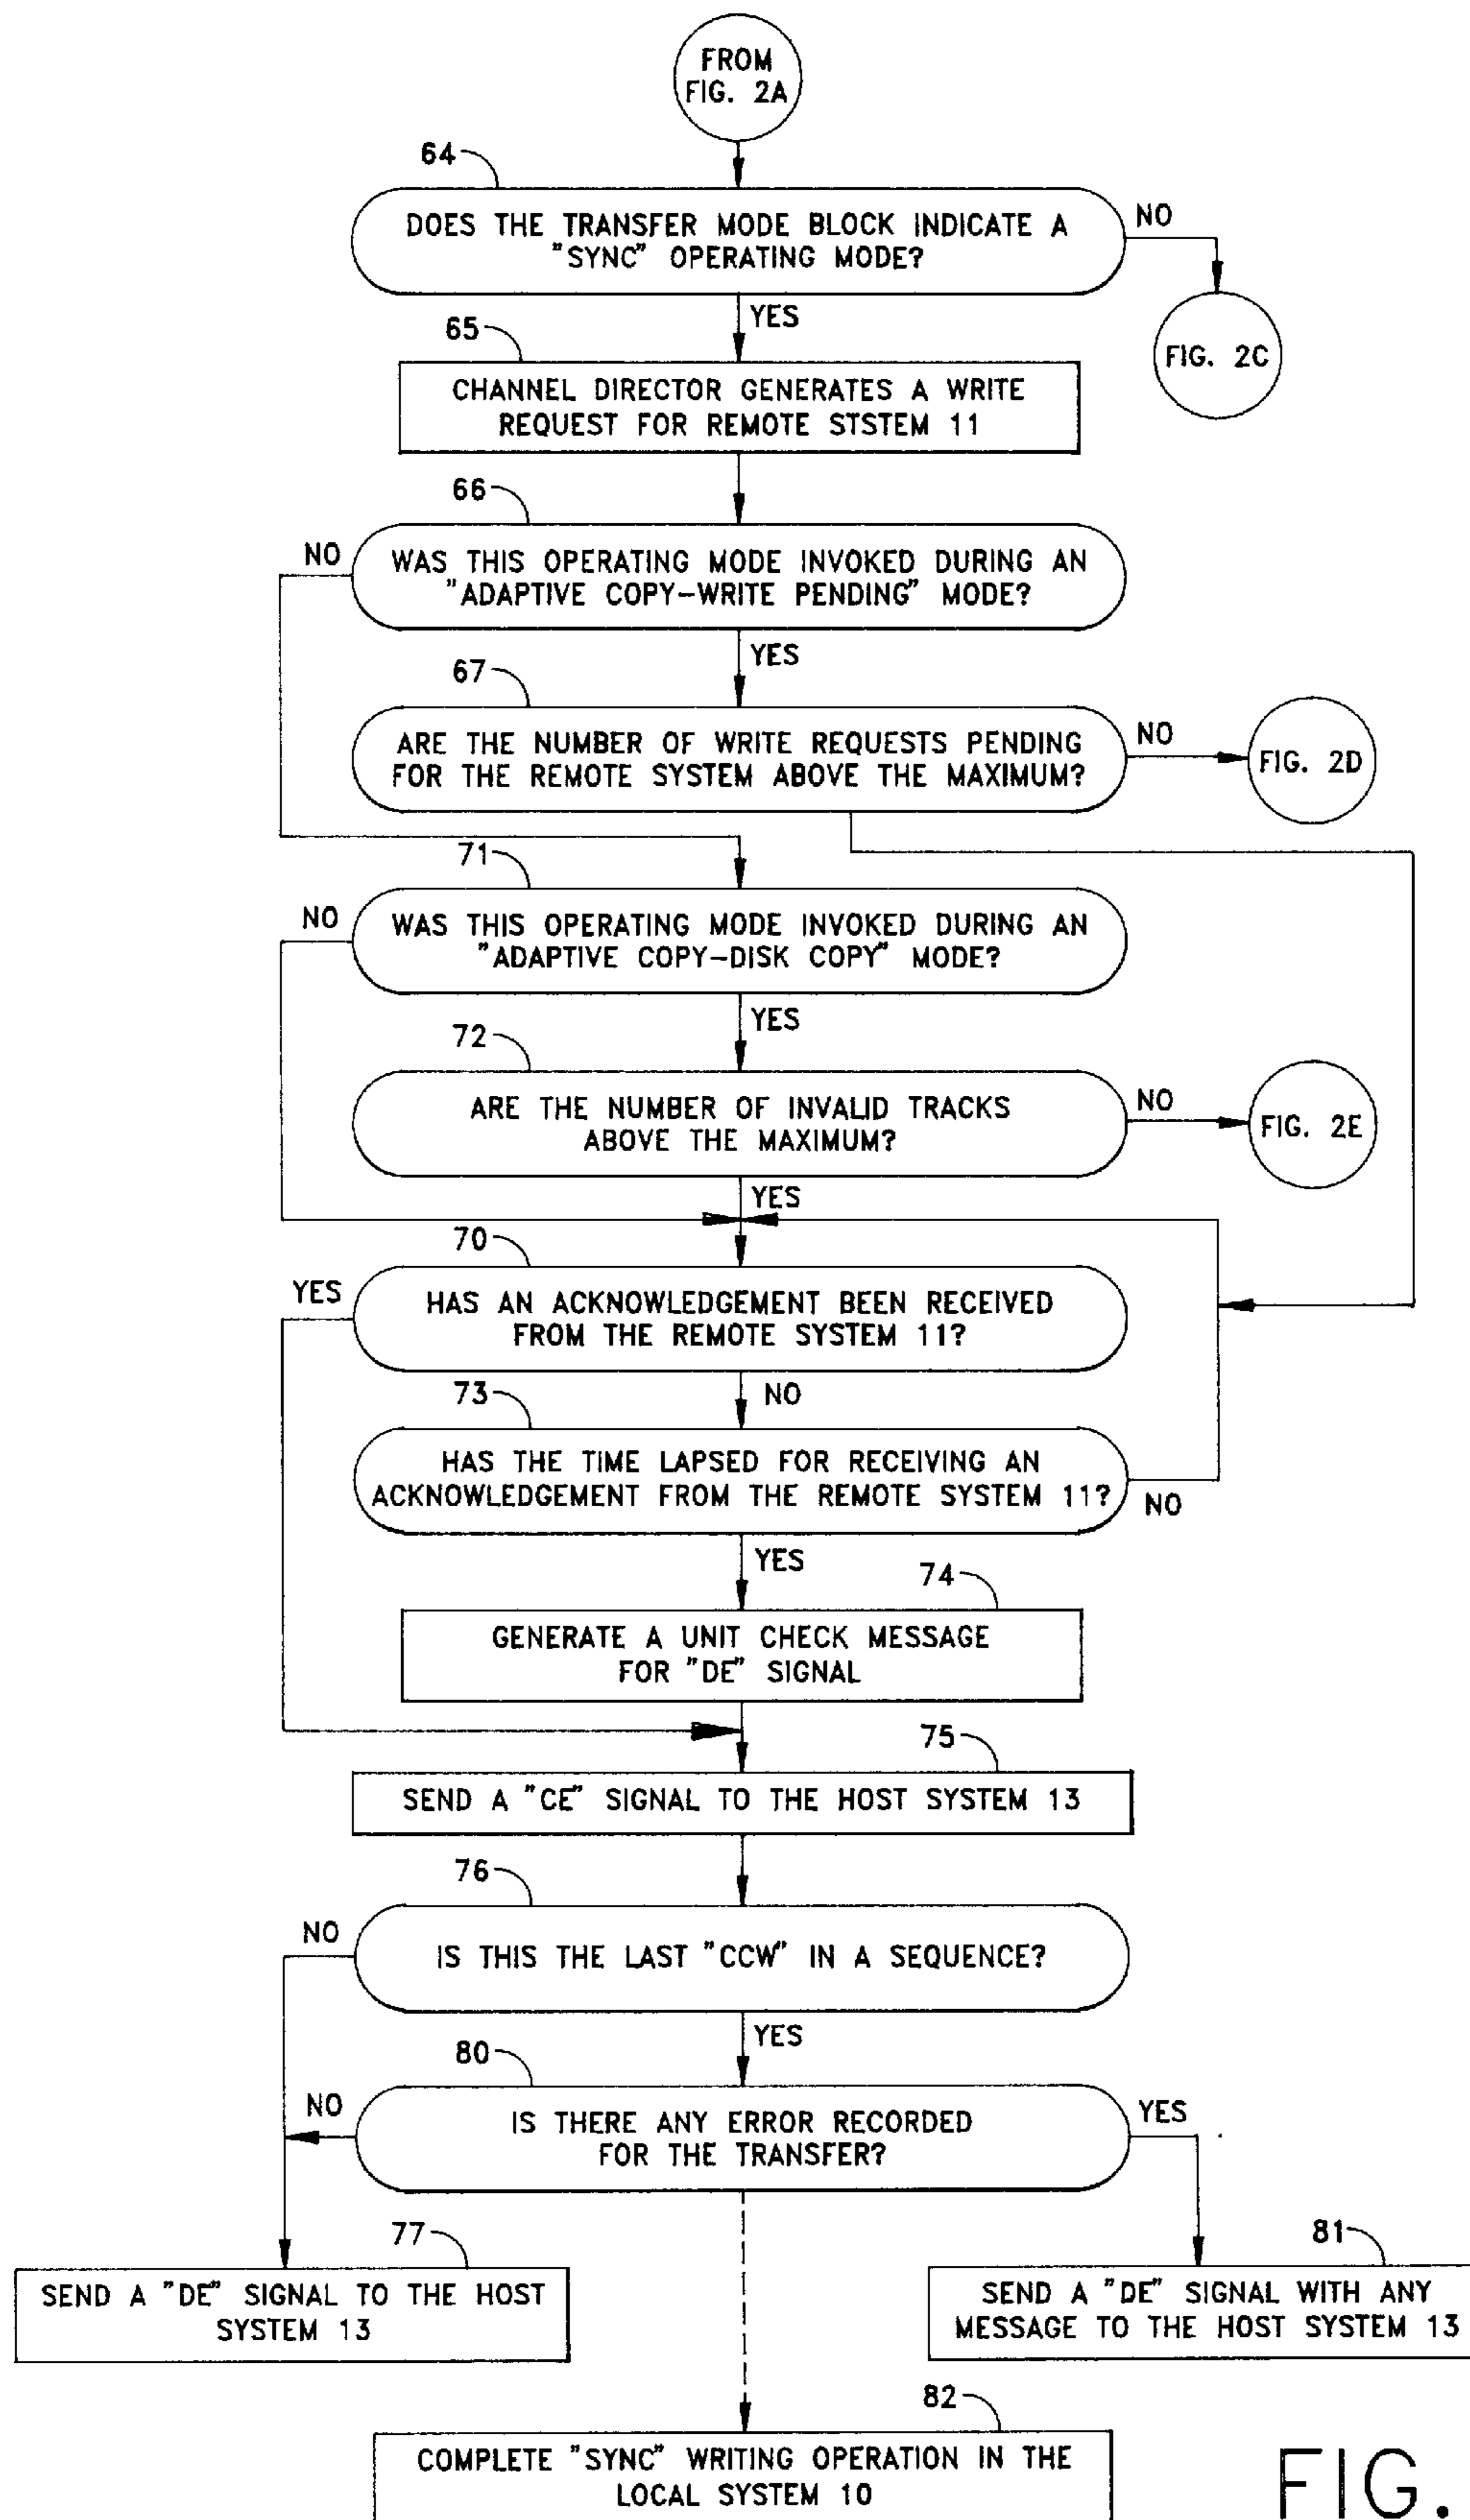 FROM
FIG. 2A
64
DOES THE TRANSFER MODE BLOCK INDICATE A
"SYNC" OPERATING MODE?
NO
YES
FIG. 2C
65
CHANNEL DIRECTOR GENERATES A WRITE
REQUEST FOR REMOTE STSTEM 11
66
NO
WAS THIS OPERATING MODE INVOKED DURING AN
"ADAPTIVE COPY-WRITE PENDING" MODE?
YES
67
ARE THE NUMBER OF WRITE REQUESTS PENDING
FOR THE REMOTE SYSTEM ABOVE THE MAXIMUM?
NO
FIG. 2D
71
NO
WAS THIS OPERATING MODE INVOKED DURING AN
"ADAPTIVE COPY-DISK COPY" MODE?
YES
72
ARE THE NUMBER OF INVALID TRACKS
ABOVE THE MAXIMUM?
NO
FIG. 2E
YES
70
YES
HAS AN ACKNOWLEDGEMENT BEEN RECEIVED
FROM THE REMOTE SYSTEM 11?
NO
73
HAS THE TIME LAPSED FOR RECEIVING AN
ACKNOWLEDGEMENT FROM THE REMOTE SYSTEM 11?
NO
YES
74
GENERATE A UNIT CHECK MESSAGE
FOR "DE" SIGNAL
75
SEND A "CE" SIGNAL TO THE HOST SYSTEM 13
76
NO
IS THIS THE LAST "CCW" IN A SEQUENCE?
YES
80
NO
IS THERE ANY ERROR RECORDED
FOR THE TRANSFER?
YES
77
SEND A "DE" SIGNAL TO THE HOST
SYSTEM 13
81
SEND A "DE" SIGNAL WITH ANY
MESSAGE TO THE HOST SYSTEM 13
82
COMPLETE "SYNC" WRITING OPERATION IN THE
LOCAL SYSTEM 10
FIG.